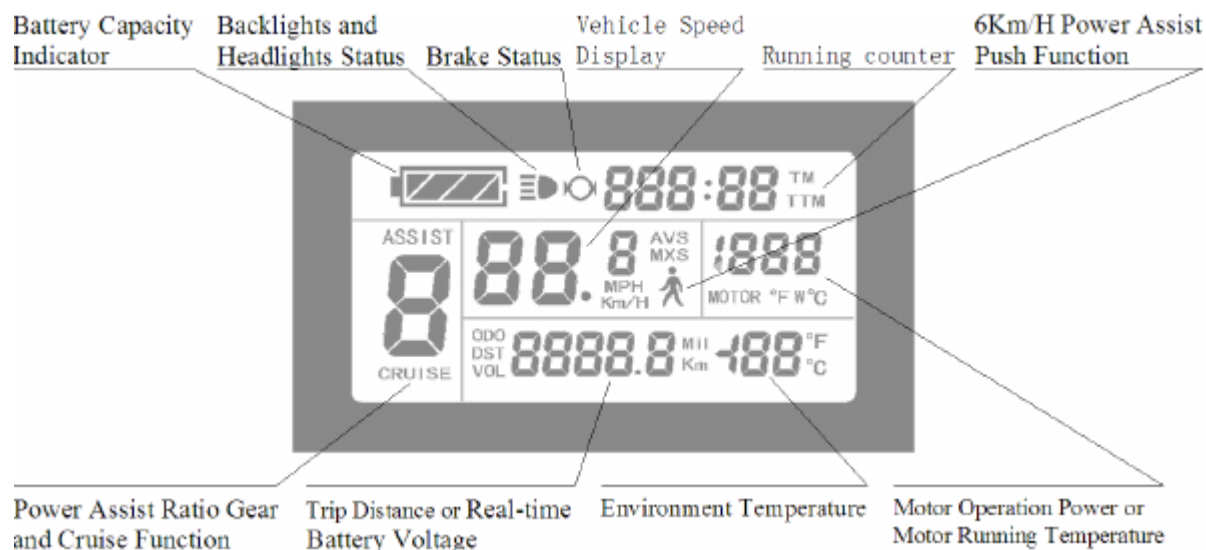 Battery Capacity
Indicator
Backlights and
Headlights Status
Brake Status
Vehicle Speed
Display
Running counter
6Km/H Power Assist
Push Function
888:88
TM
TTM
ASSIST
8
CRUISE
88.8
AVS
MXS
MPH
Km/H
1888
MOTOR °F W°C
ODO
DST
VOL
8888.8
Mil
Km
-188
°F
°C
Power Assist Ratio Gear
and Cruise Function
Trip Distance or Real-time
Battery Voltage
Environment Temperature
Motor Operation Power or
Motor Running Temperature